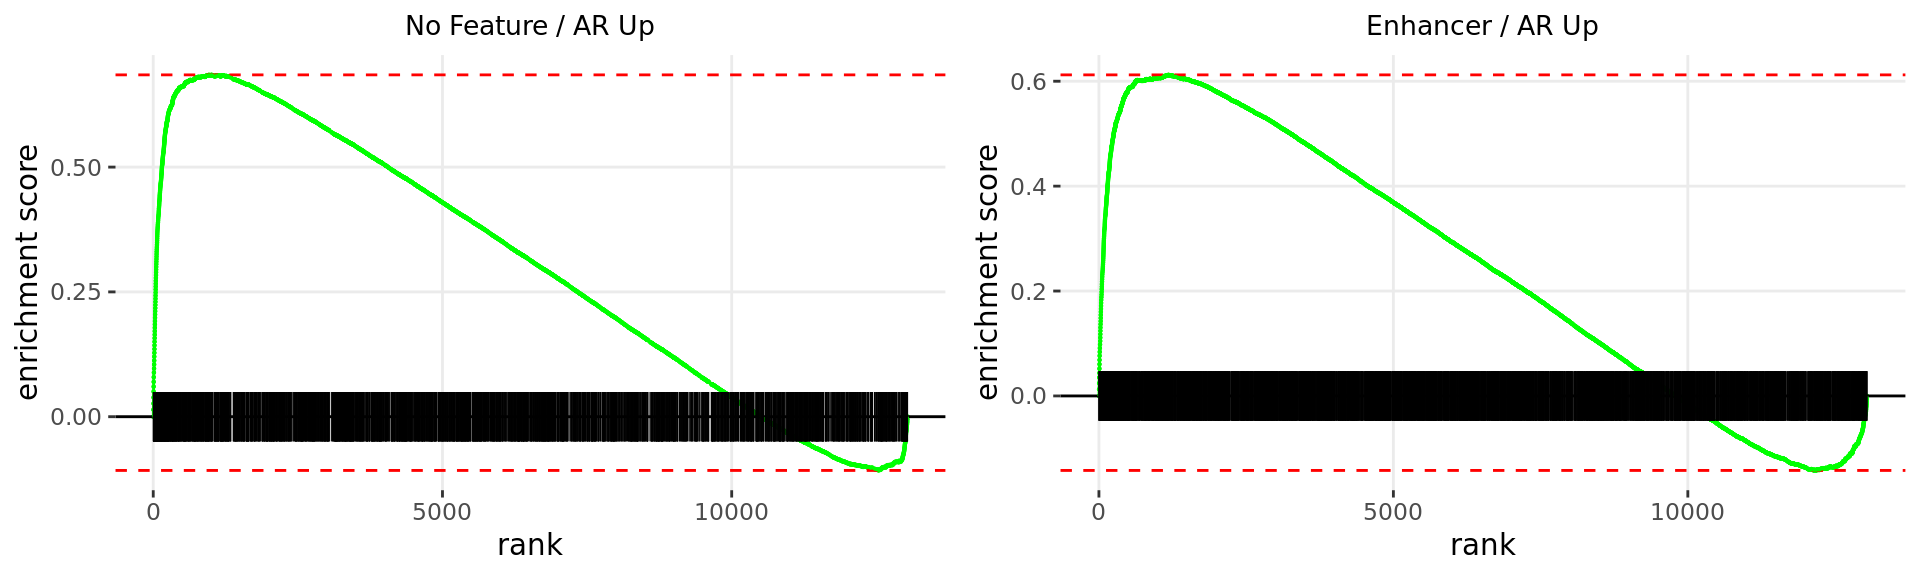 No Feature / AR Up
enrichment score
0.50
0.25
0.00
0
5000
10000
rank
Enhancer / AR Up
enrichment score
0.6
0.4
0.2
0.0
0
5000
10000
rank